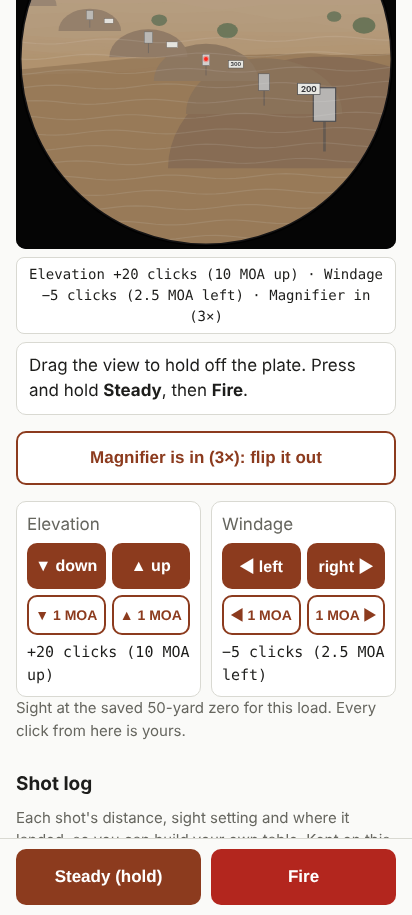 300
200
Elevation +20 clicks (10 MOA up) · Windage
−5 clicks (2.5 MOA left) · Magnifier in
(3×)
Drag the view to hold off the plate. Press
and hold Steady, then Fire.
Magnifier is in (3×): flip it out
Elevation
▼ down ▲ up
▼ 1 MOA ▲ 1 MOA
+20 clicks (10 MOA
up)
Windage
◀ left right ▶
◀ 1 MOA 1 MOA ▶
−5 clicks (2.5 MOA
left)
Sight at the saved 50-yard zero for this load. Every
click from here is yours.
Shot log
Each shot's distance, sight setting and where it
landed, so you can build your own table. Kept on this
Steady (hold) Fire